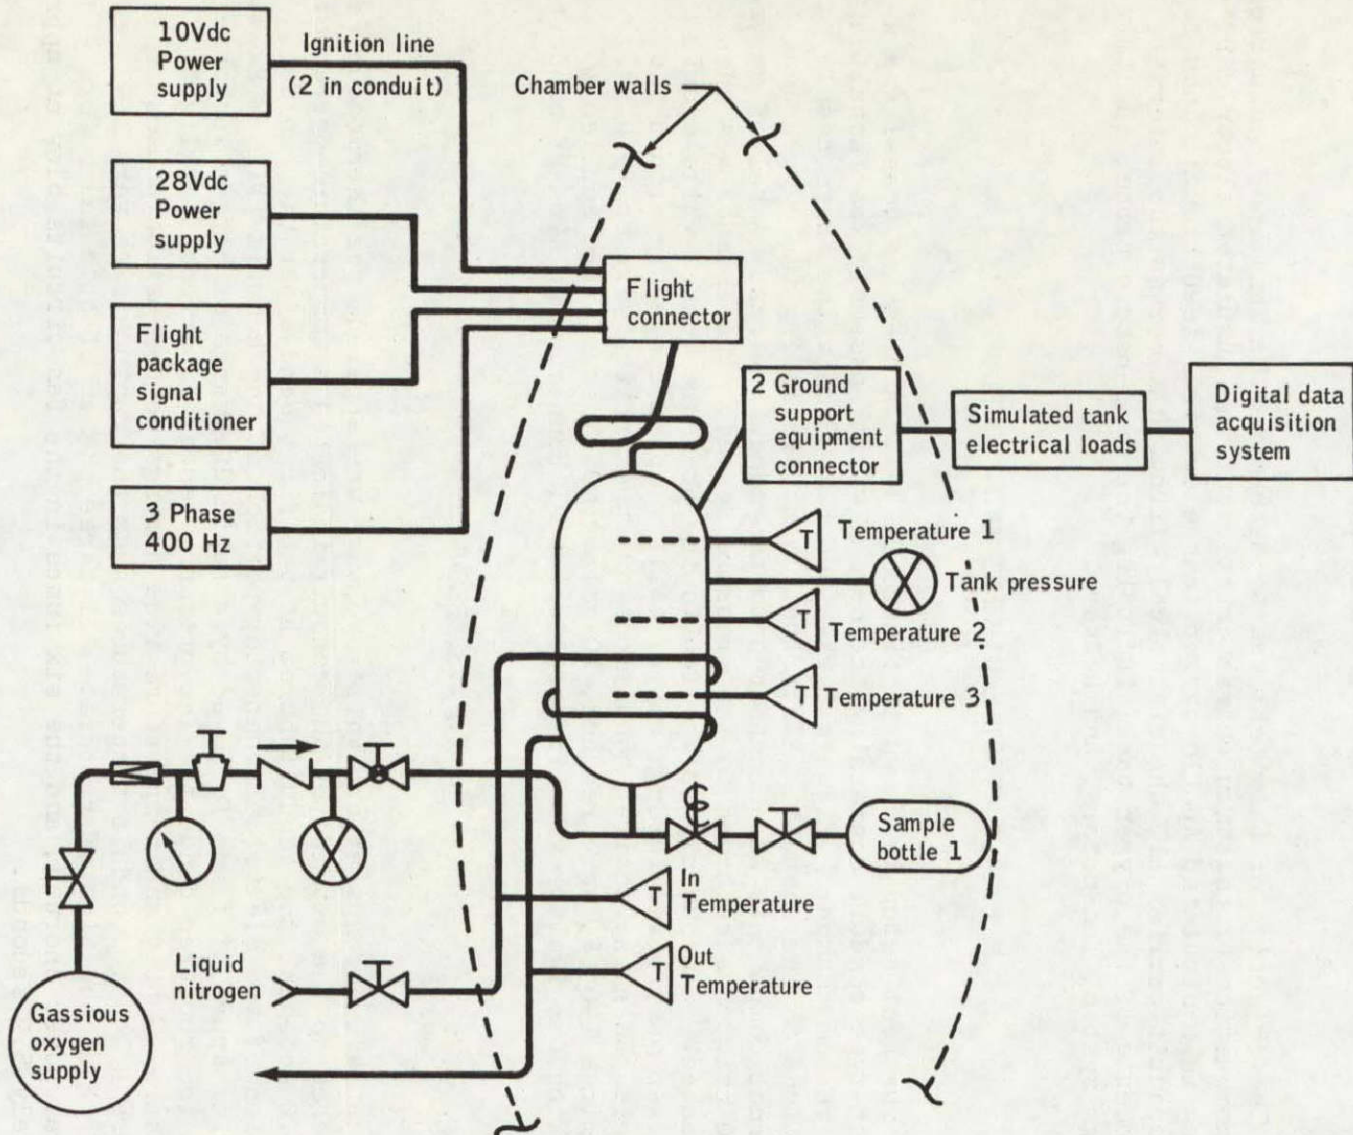 10Vdc
Power
supply
Ignition line
(2 in conduit)
Chamber walls
28Vdc
Power
supply
Flight
connector
Flight
package
signal
conditioner
2 Ground
support
equipment
connector
Simulated tank
electrical loads
Digital data
acquisition
system
3 Phase
400 Hz
T
Temperature 1
Tank pressure
T
Temperature 2
T
Temperature 3
Sample
bottle 1
T
In
Temperature
T
Out
Temperature
Liquid
nitrogen
Gassious
oxygen
supply